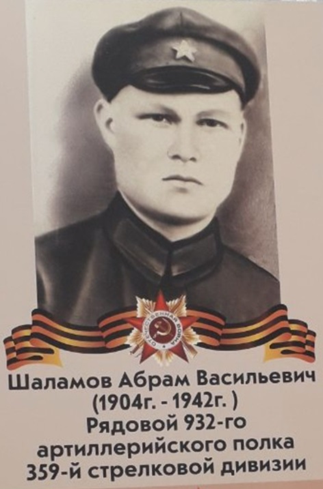 Шаламов Абрам Васильевич
(1904г. - 1942г. )
Рядовой 932-го
артиллерийского полка
359-й стрелковой дивизии